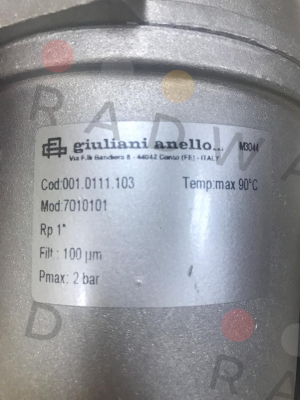 giuliani anello... M3044
Via F.lli Bandiera 8 - 44042 Cento (FE) - ITALY
Cod:001.0111.103 Temp:max 90°C
Mod:7010101
Rp 1"
Filt : 100 µm
Pmax: 2 bar
RADWA